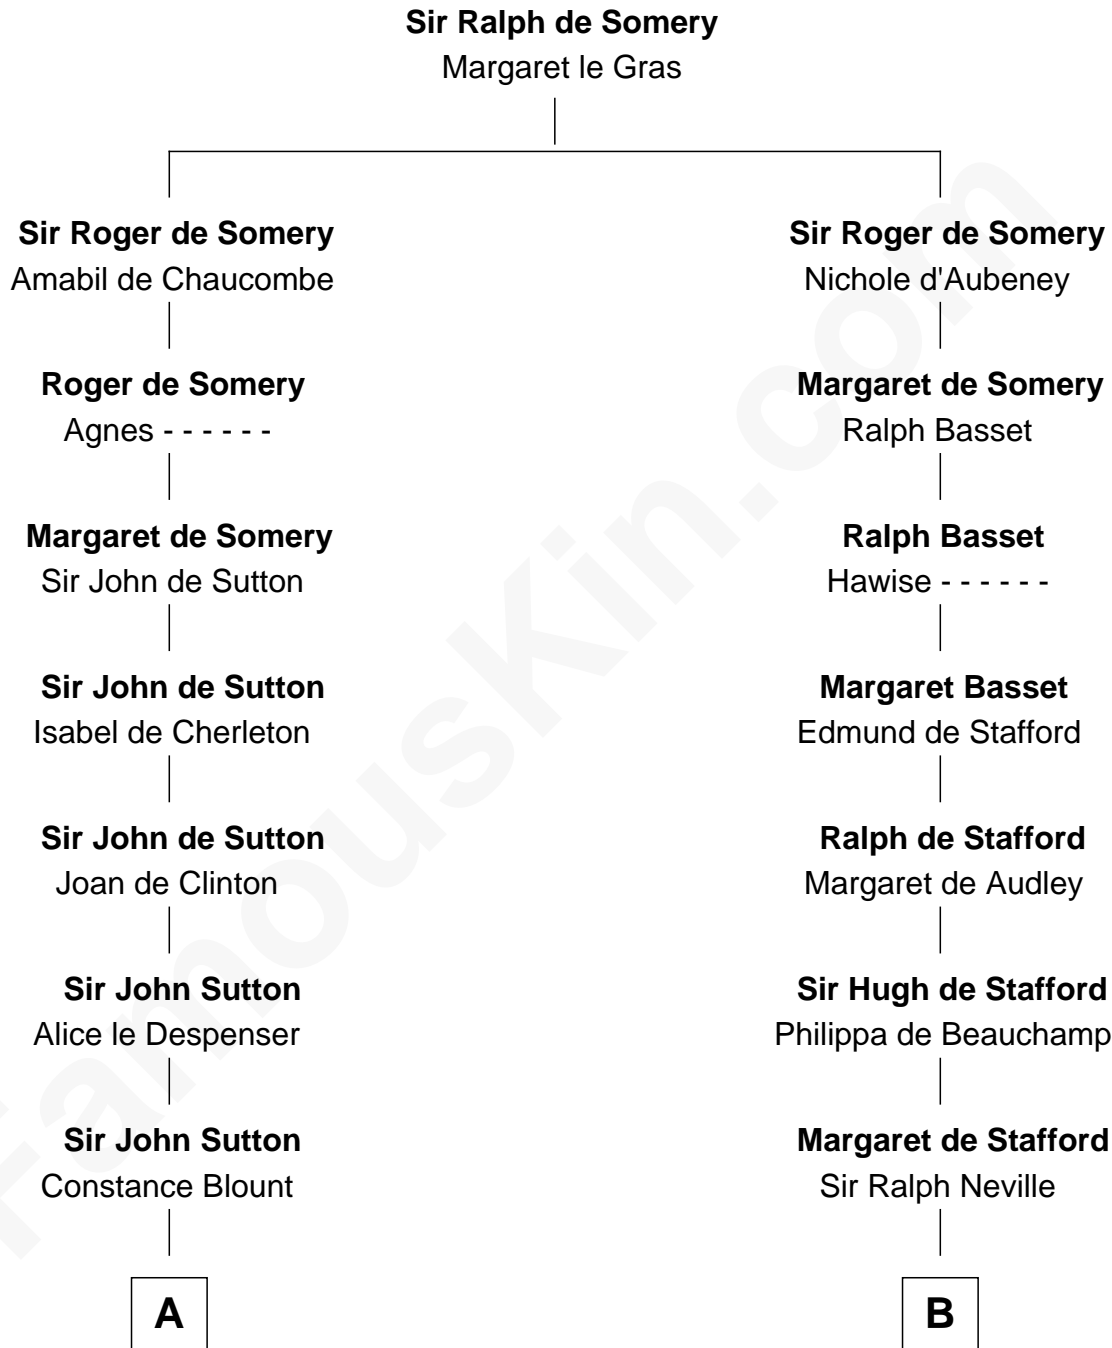 Sir Ralph de Somery
Margaret le Gras
Sir Roger de Somery
Amabil de Chaucombe
Roger de Somery
Agnes - - - - - -
Margaret de Somery
Sir John de Sutton
Sir John de Sutton
Isabel de Cherleton
Sir John de Sutton
Joan de Clinton
Sir John Sutton
Alice le Despenser
Sir John Sutton
Constance Blount
A
Sir Roger de Somery
Nichole d'Aubeney
Margaret de Somery
Ralph Basset
Ralph Basset
Hawise - - - - - -
Margaret Basset
Edmund de Stafford
Ralph de Stafford
Margaret de Audley
Sir Hugh de Stafford
Philippa de Beauchamp
Margaret de Stafford
Sir Ralph Neville
B
FamousKin.com